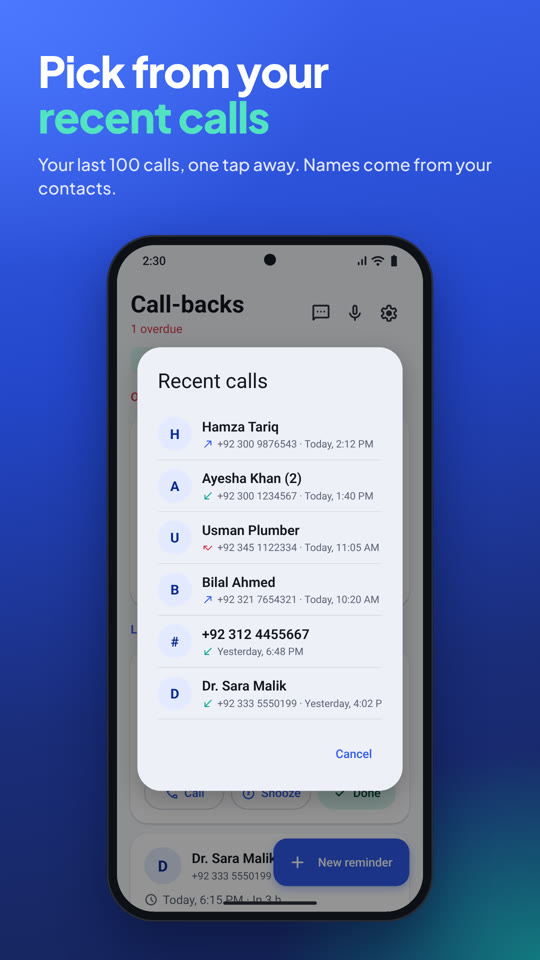 Pick from your
recent calls
Your last 100 calls, one tap away. Names come from your
contacts.
2:30
Call-backs
1 overdue
Recent calls
H
Hamza Tariq
+92 300 9876543 · Today, 2:12 PM
A
Ayesha Khan (2)
+92 300 1234567 · Today, 1:40 PM
U
Usman Plumber
+92 345 1122334 · Today, 11:05 AM
B
Bilal Ahmed
+92 321 7654321 · Today, 10:20 AM
#
+92 312 4455667
Yesterday, 6:48 PM
D
Dr. Sara Malik
+92 333 5550199 · Yesterday, 4:02 P
Cancel
Call
Snooze
Done
D
Dr. Sara Malik
+92 333 5550199
New reminder
Today, 6:15 PM · In 3 h